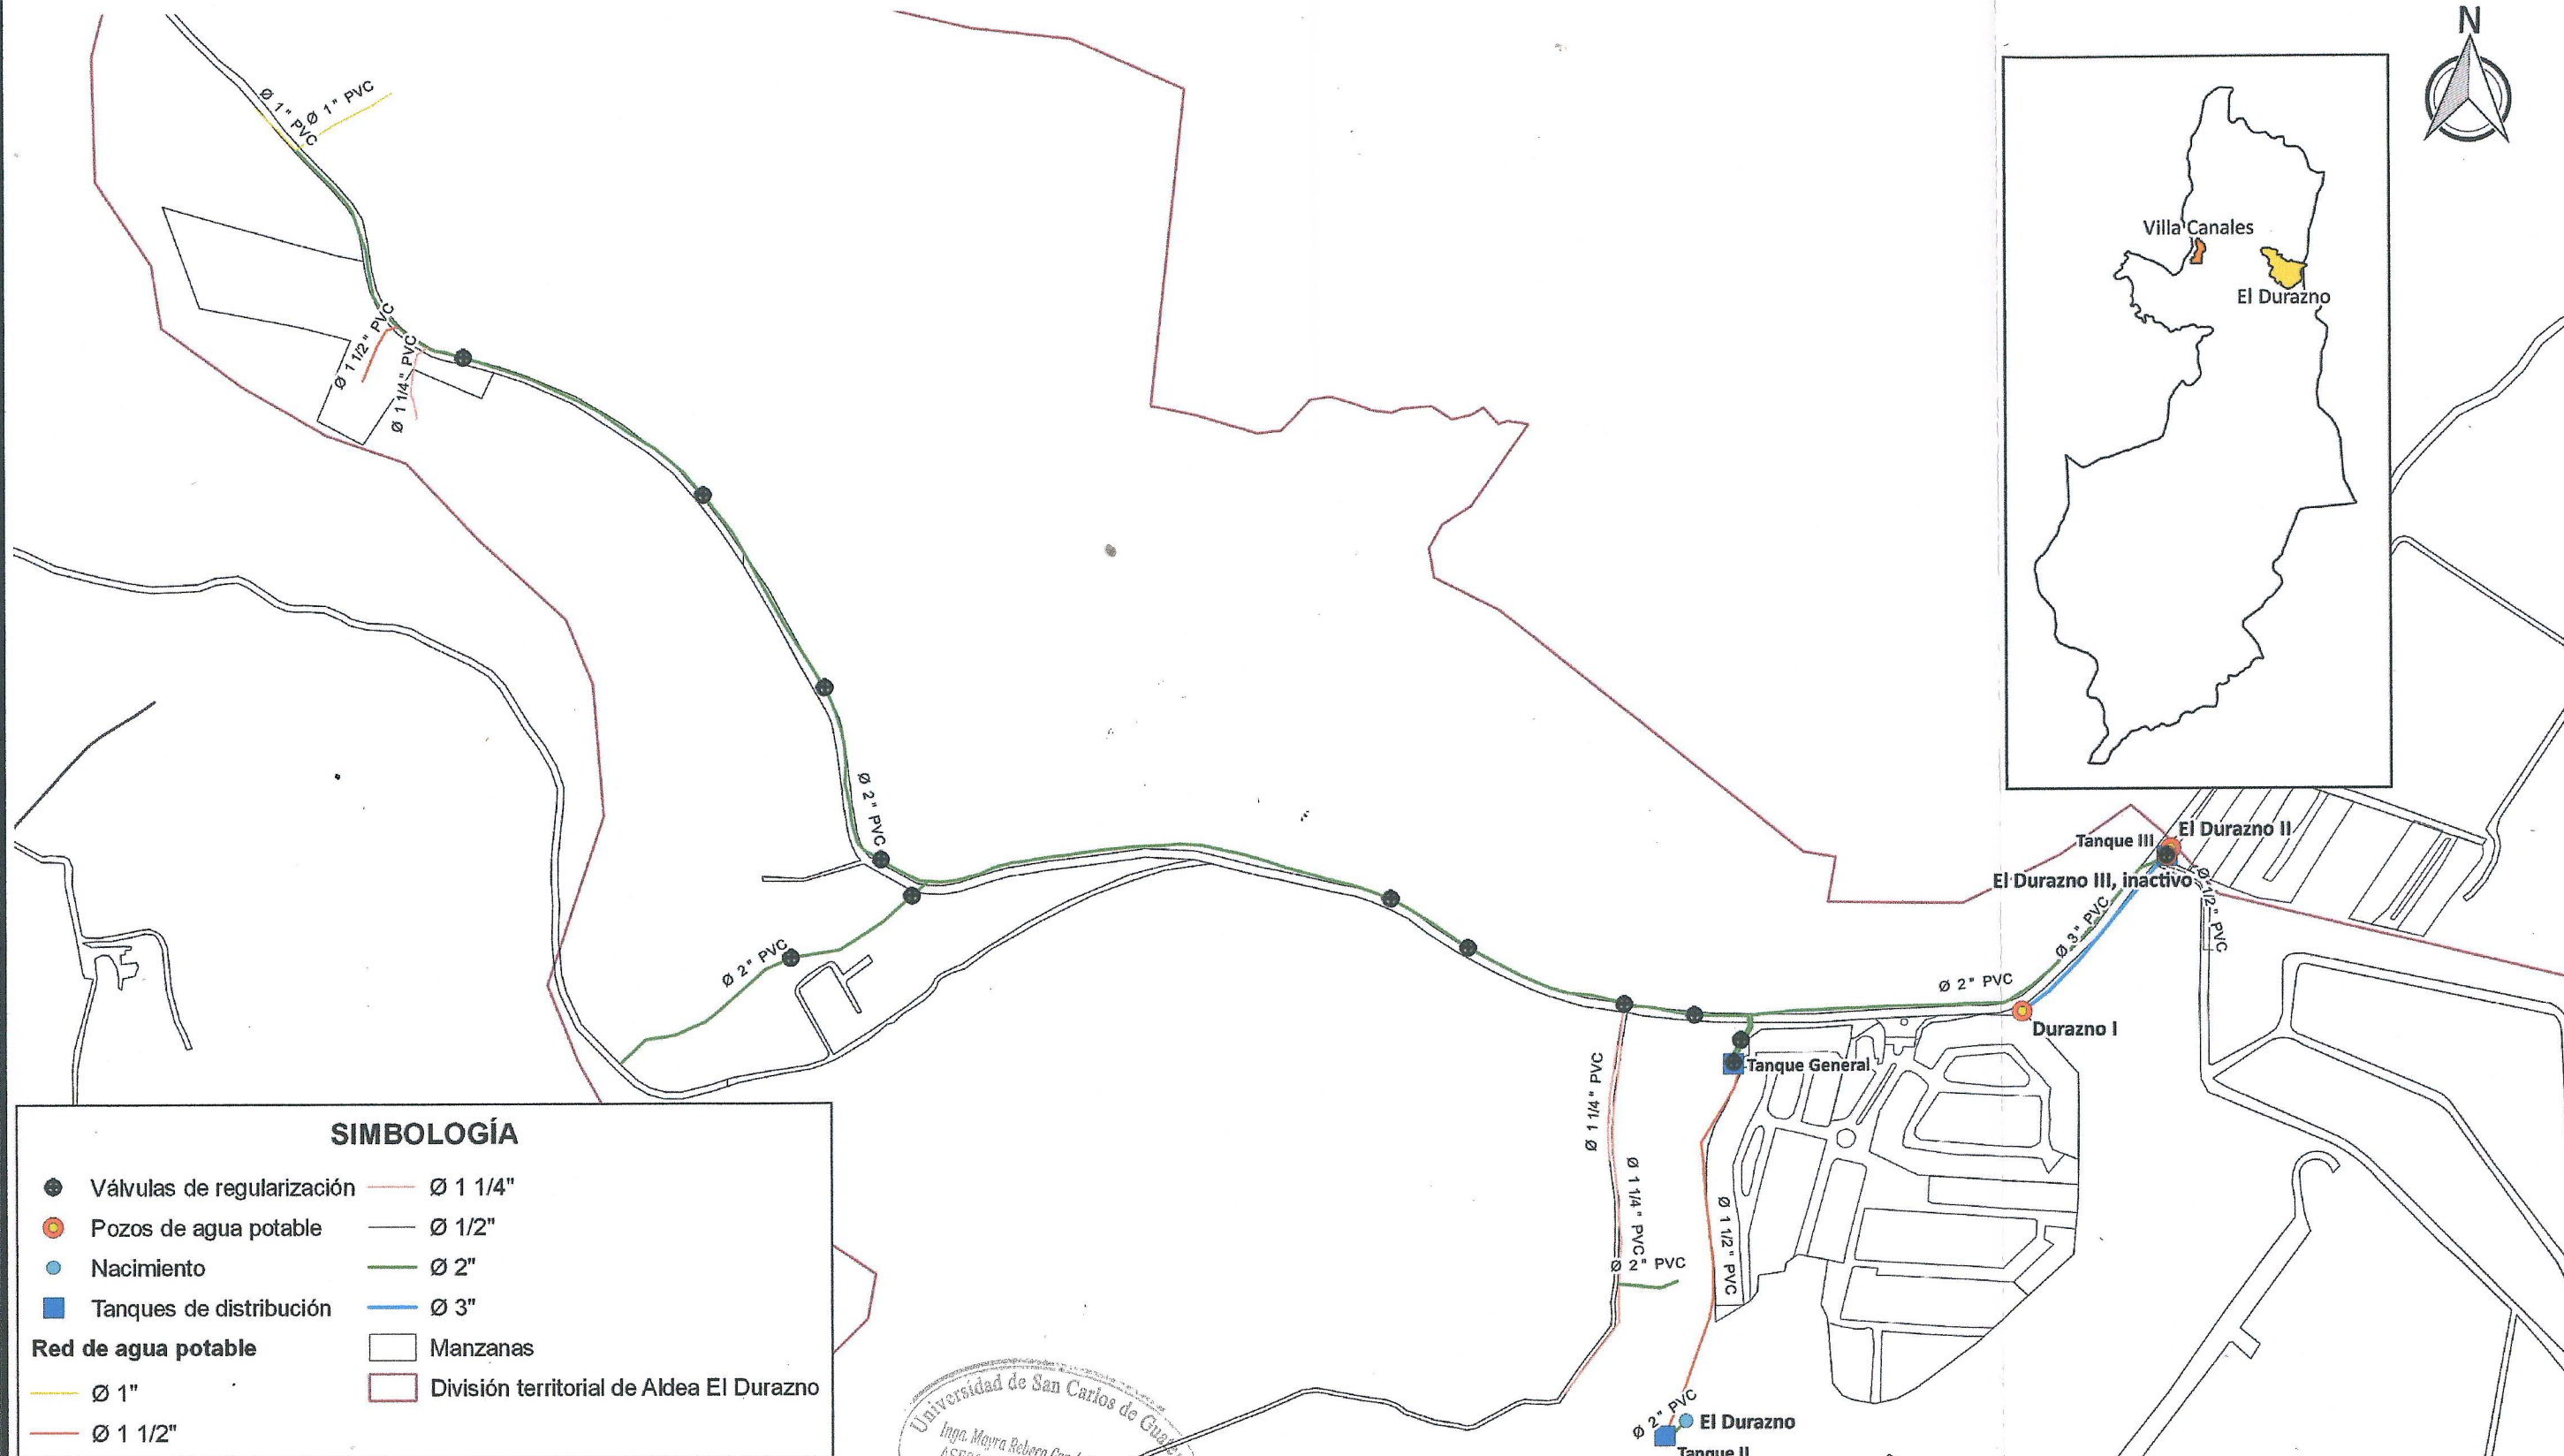 N
Ø 1" PVC
Ø 1" PVC
Villa Canales
El Durazno
Ø 1 1/2" PVC
Ø 1 1/4" PVC
Ø 2" PVC
El Durazno II
Tanque III
El Durazno III, inactivo
Ø 1/2" PVC
Ø 3" PVC
Ø 2" PVC
Ø 2" PVC
Durazno I
Tanque General
Ø 1 1/4" PVC
Ø 1 1/4" PVC
Ø 1 1/2" PVC
Ø 2" PVC
Ø 2" PVC
El Durazno
Tanque II
SIMBOLOGÍA
Válvulas de regularización
Ø 1 1/4"
Pozos de agua potable
Ø 1/2"
Nacimiento
Ø 2"
Tanques de distribución
Ø 3"
Red de agua potable
Manzanas
Ø 1"
División territorial de Aldea El Durazno
Ø 1 1/2"
Universidad de San Carlos de
Inga. Mayra Rebeca